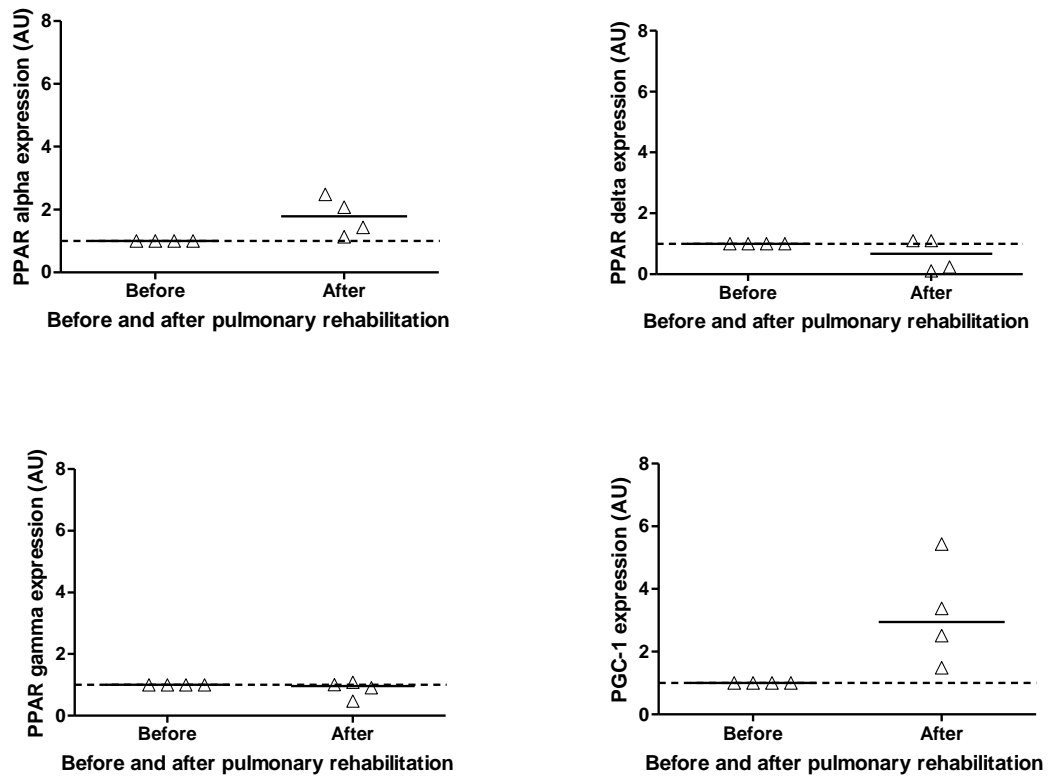 PPAR alpha expression (AU)
8
6
4
2
0
Before After
Before and after pulmonary rehabilitation
PPAR delta expression (AU)
8
6
4
2
0
Before After
Before and after pulmonary rehabilitation
PPAR gamma expression (AU)
8
6
4
2
0
Before After
Before and after pulmonary rehabilitation
PGC-1 expression (AU)
8
6
4
2
0
Before After
Before and after pulmonary rehabilitation